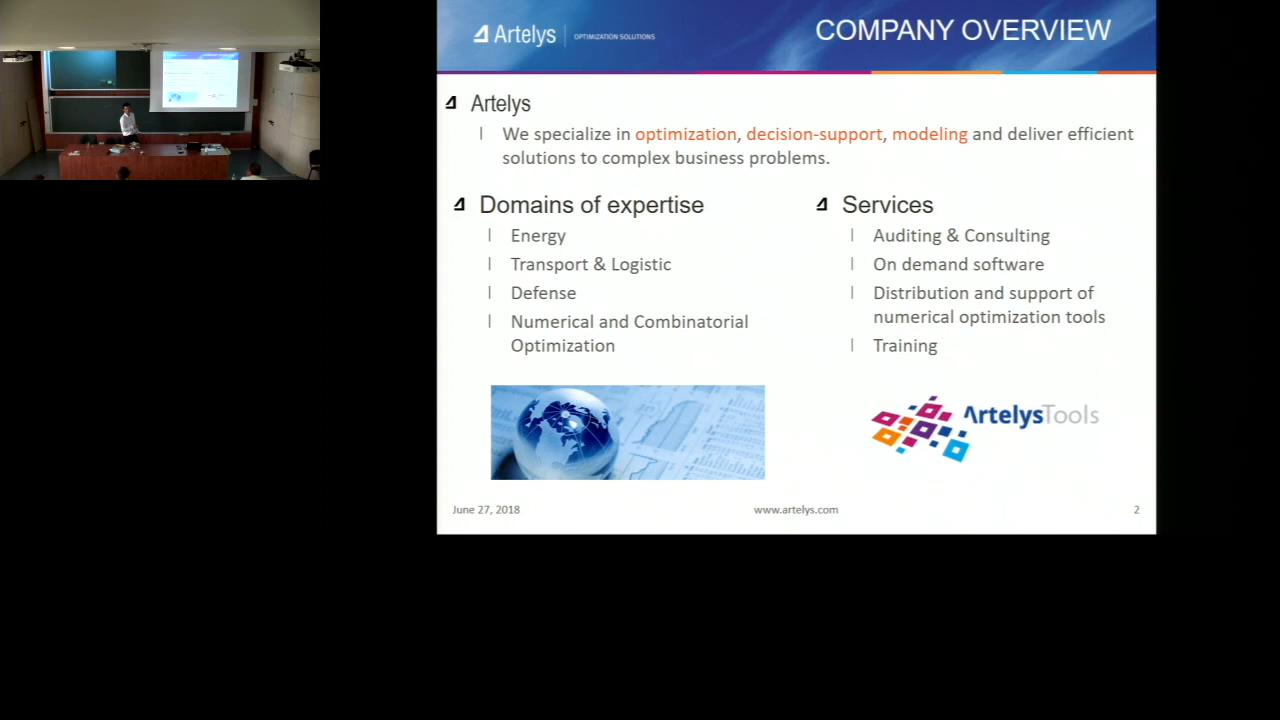 Artelys OPTIMIZATION SOLUTIONS
COMPANY OVERVIEW
Artelys
We specialize in optimization, decision-support, modeling and deliver efficient
solutions to complex business problems.
Domains of expertise
Energy
Transport & Logistic
Defense
Numerical and Combinatorial
Optimization
Services
Auditing & Consulting
On demand software
Distribution and support of
numerical optimization tools
Training
ArtelysTools
June 27, 2018
www.artelys.com
2